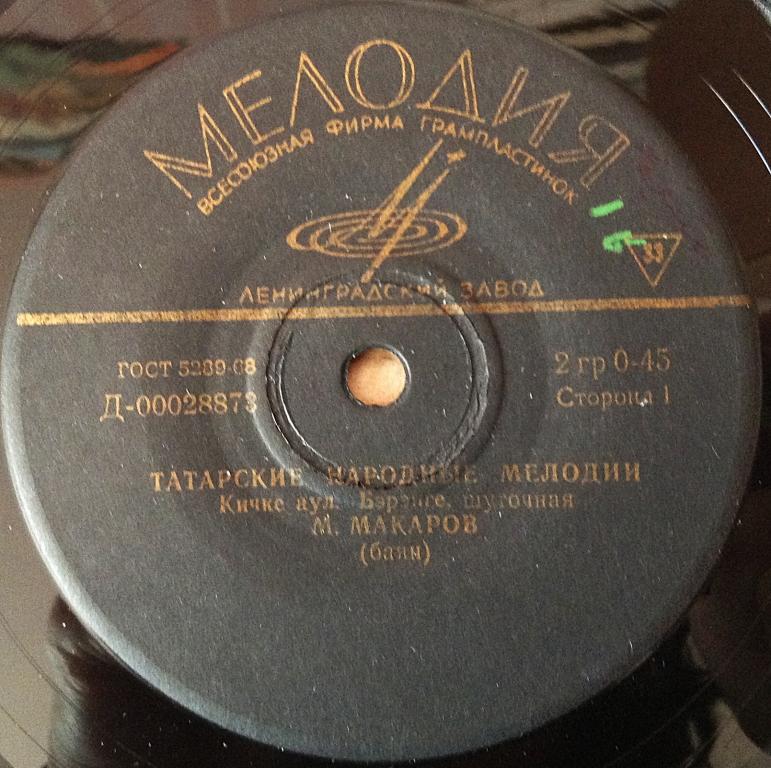 МЕЛОДИЯ
ВСЕСОЮЗНАЯ ФИРМА ГРАМПЛАСТИНОК
33
ЛЕНИНГРАДСКИЙ ЗАВОД
ГОСТ 5289-68
2 гр 0-45
Д-00028873
Сторона 1
ТАТАРСКИЕ НАРОДНЫЕ МЕЛОДИИ
Кичке аул. Бэрэнге, шуточная
М. МАКАРОВ
(баян)